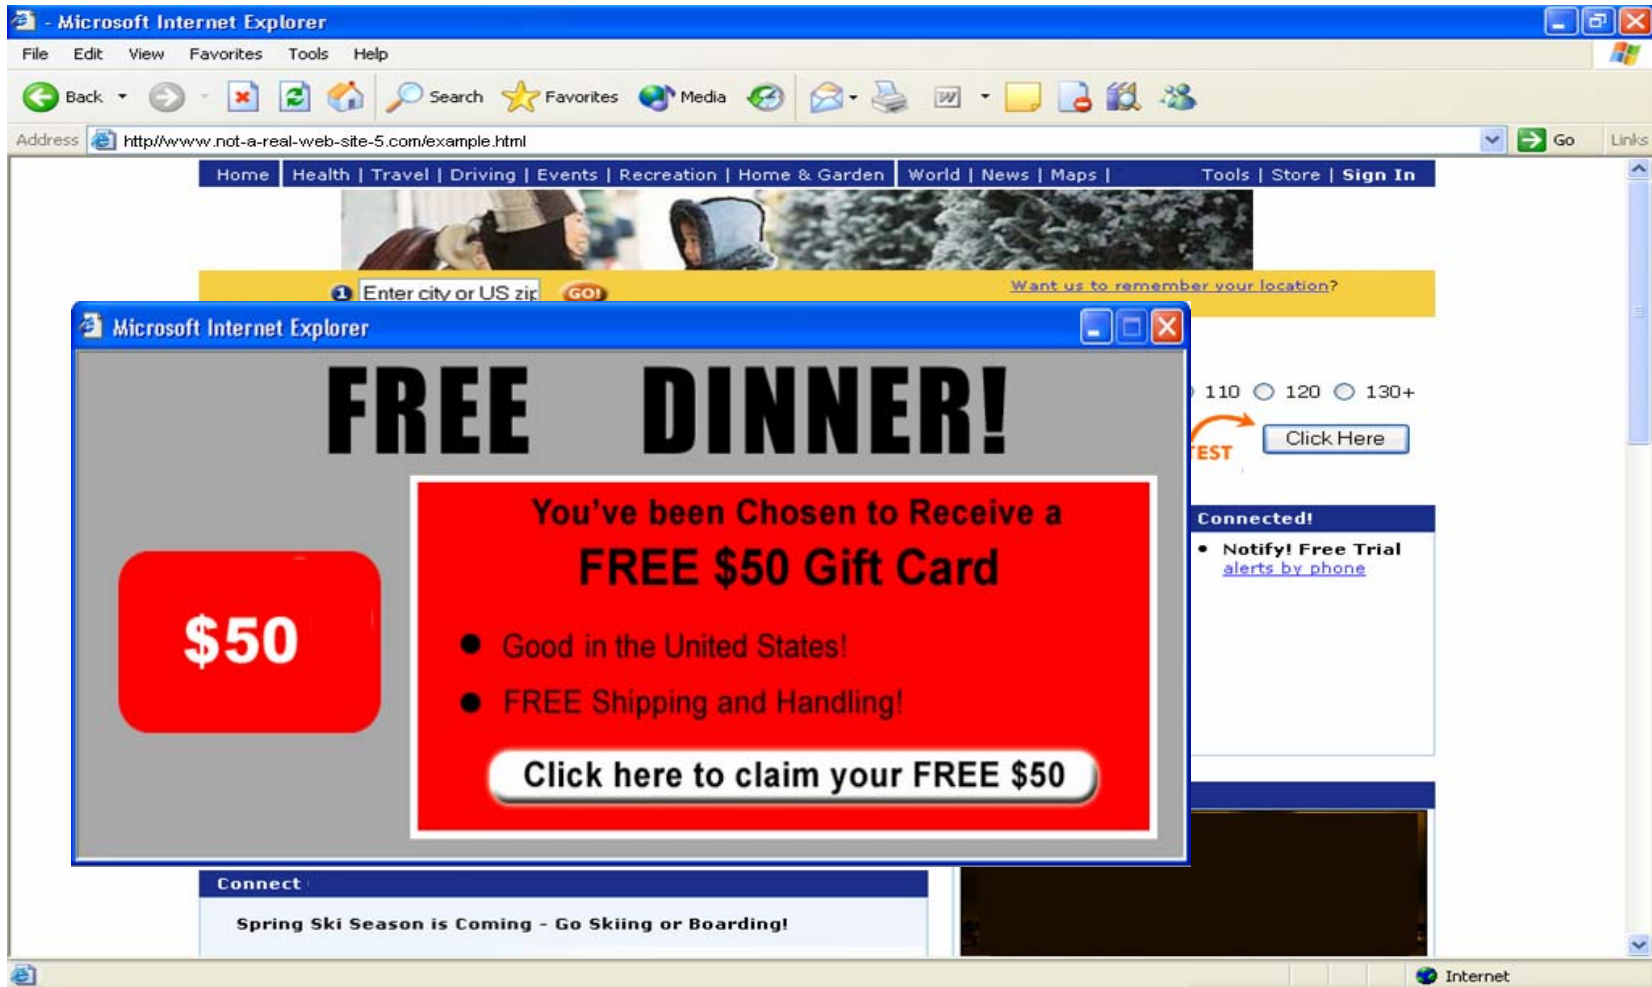 - Microsoft Internet Explorer
File Edit View Favorites Tools Help
Back Search Favorites Media W
Address http//www.not-a-real-web-site-5.com/example.html Go Links
Home Health | Travel | Driving | Events | Recreation | Home & Garden World | News | Maps | Tools | Store | Sign In
1 Enter city or US zip GO! Want us to remember your location?
Microsoft Internet Explorer
FREE DINNER!
110 120 130+
Click Here
EST
You've been Chosen to Receive a
FREE $50 Gift Card
$50
Good in the United States!
FREE Shipping and Handling!
Click here to claim your FREE $50
Connected!
• Notify! Free Trial
alerts by phone
Connect
Spring Ski Season is Coming - Go Skiing or Boarding!
Internet